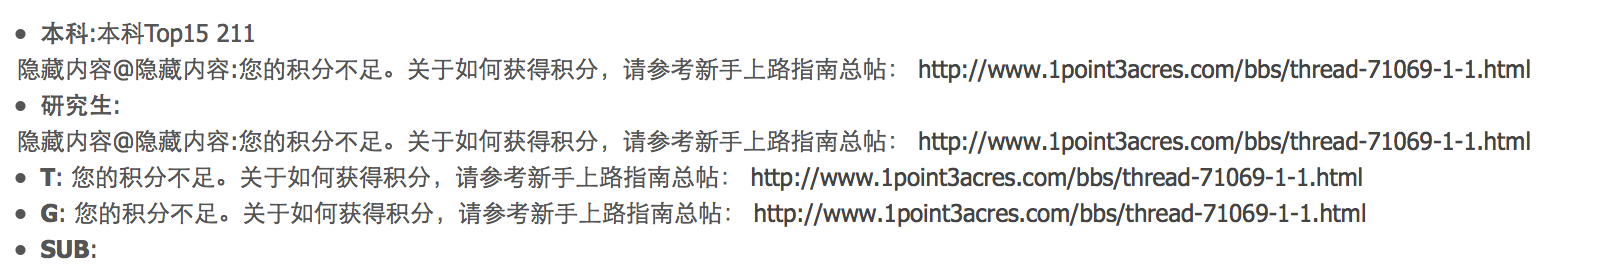 • 本科:本科Top15 211
隐藏内容@隐藏内容:您的积分不足。关于如何获得积分，请参考新手上路指南总帖： http://www.1point3acres.com/bbs/thread-71069-1-1.html
• 研究生:
隐藏内容@隐藏内容:您的积分不足。关于如何获得积分，请参考新手上路指南总帖： http://www.1point3acres.com/bbs/thread-71069-1-1.html
• T: 您的积分不足。关于如何获得积分，请参考新手上路指南总帖： http://www.1point3acres.com/bbs/thread-71069-1-1.html
• G: 您的积分不足。关于如何获得积分，请参考新手上路指南总帖： http://www.1point3acres.com/bbs/thread-71069-1-1.html
• SUB: